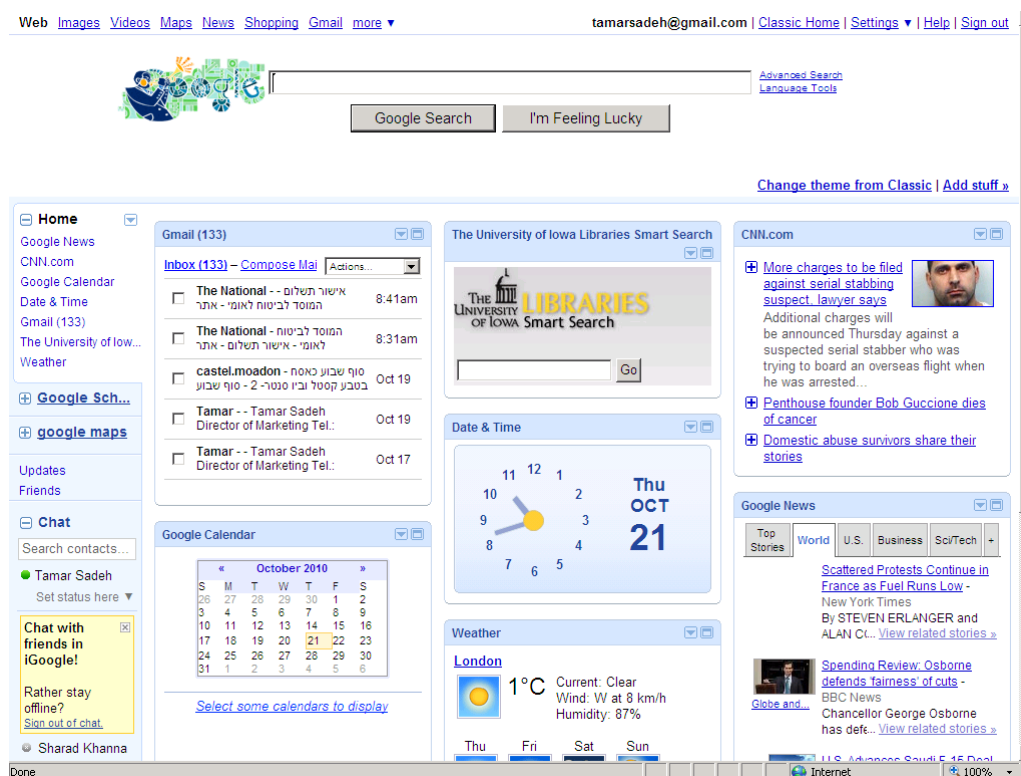 Web Images Videos Maps News Shopping Gmail more ▼
tamarsadeh@gmail.com | Classic Home | Settings ▼ | Help | Sign out
Google
Advanced Search
Language Tools
Google Search
I'm Feeling Lucky
Change theme from Classic | Add stuff »
Home
Google News
CNN.com
Google Calendar
Date & Time
Gmail (133)
The University of Iow...
Weather
Google Sch...
google maps
Updates
Friends
Chat
Search contacts...
Tamar Sadeh
Set status here ▼
Chat with
friends in
iGoogle!
Rather stay
offline?
Sign out of chat.
Sharad Khanna
Gmail (133)
Inbox (133) – Compose Mai
Actions...
The National - - אישור תשלום -
המוסד לביטוח לאומי - אתר
8:41am
The National - המוסד לביטוח
לאומי - אישור תשלום - אתר
8:31am
castel.moadon - סוף שבוע כאסח
בטבע קסטל וביו סנטר- 2 - סוף שבוע
Oct 19
Tamar - - Tamar Sadeh
Director of Marketing Tel.:
Oct 19
Tamar - - Tamar Sadeh
Director of Marketing Tel.:
Oct 17
Google Calendar
« October 2010 »
S M T W T F S
26 27 28 29 30 1 2
3 4 5 6 7 8 9
10 11 12 13 14 15 16
17 18 19 20 21 22 23
24 25 26 27 28 29 30
31 1 2 3 4 5 6
Select some calendars to display
The University of Iowa Libraries Smart Search
THE
UNIVERSITY LIBRARIES
OF IOWA Smart Search
Go
Date & Time
12
11 1
10 2
9 3
8 4
7 5
6
Thu
OCT
21
Weather
London
1°C
Current: Clear
Wind: W at 8 km/h
Humidity: 87%
Thu Fri Sat Sun
CNN.com
More charges to be filed
against serial stabbing
suspect, lawyer says
Additional charges will
be announced Thursday against a
suspected serial stabber who was
trying to board an overseas flight when
he was arrested...
Penthouse founder Bob Guccione dies
of cancer
Domestic abuse survivors share their
stories
Google News
Top
Stories
World
U.S.
Business
Sci/Tech
+
Scattered Protests Continue in
France as Fuel Runs Low -
New York Times
By STEVEN ERLANGER and
ALAN C(... View related stories »
Globe and...
Spending Review: Osborne
defends 'fairness' of cuts -
BBC News
Chancellor George Osborne
has defe... View related stories »
U.S. Advances Saudi F-15 Deal
Done
Internet
100%